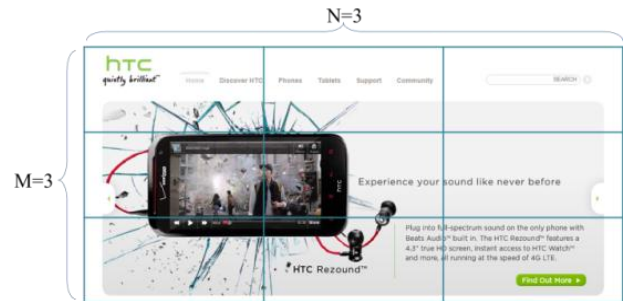 N=3
M=3
hTC
quietly brilliant™
Home Discover HTC Phones Tablets Support Community
SEARCH
verizon
hTC
Experience your sound like never before
Plug into full-spectrum sound on the only phone with
Beats Audio™ built in. The HTC Rezound™ features a
4.3" true HD screen, instant access to HTC Watch™
and more, all running at the speed of 4G LTE.
HTC Rezound™
Find Out More